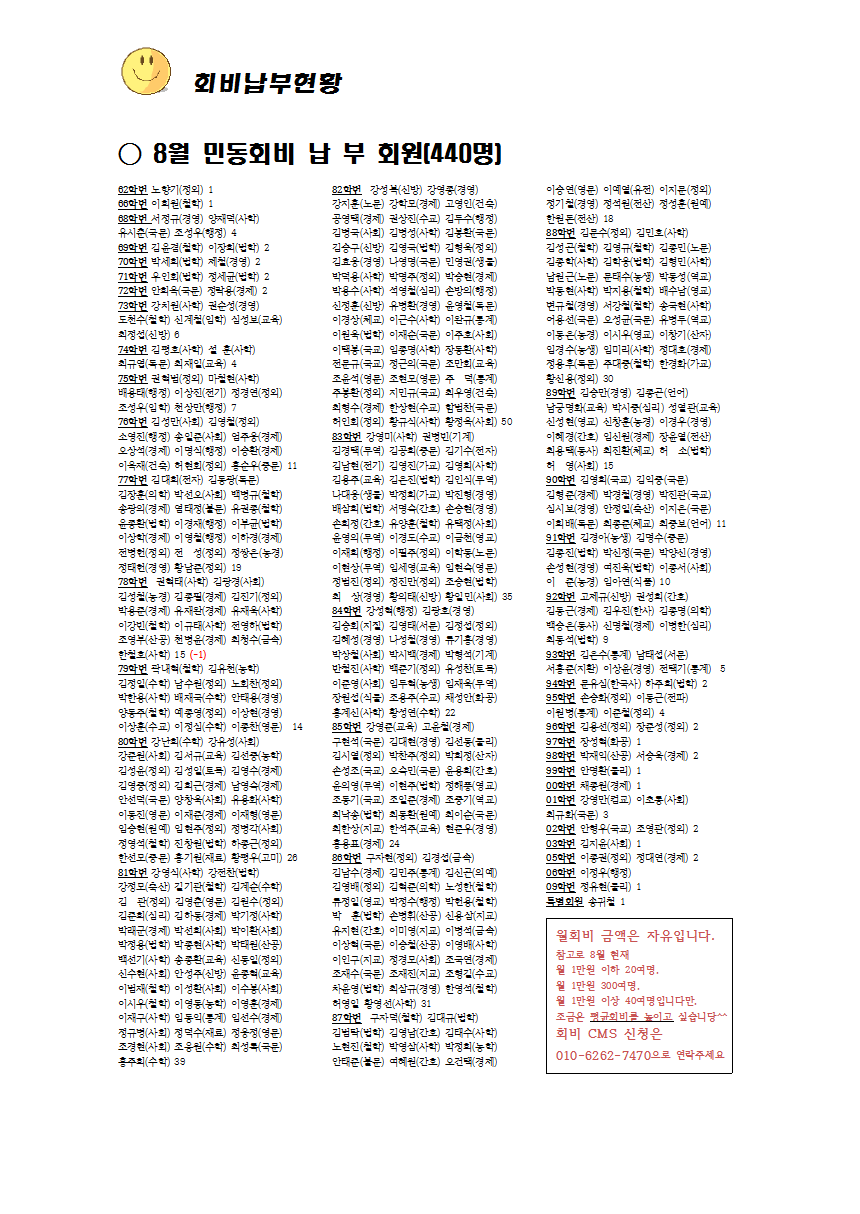 회비납부현황
○ 8월 민동회비 납 부 회원(440명)
62학번 노향기(정외) 1
66학번 이희원(철학) 1
68학번 서정규(경영) 양재덕(사학)
유시춘(국문) 조성우(행정) 4
69학번 김윤경(철학) 이장희(법학) 2
70학번 박세희(법학) 제철(경영) 2
71학번 우인회(법학) 정세균(법학) 2
72학번 안희옥(국문) 정탁용(경제) 2
73학번 강치원(사학) 권순성(경영)
도천수(철학) 신계철(임학) 심성보(교육)
최정섭(신방) 6
74학번 김평호(사학) 설 훈(사학)
최규엽(독문) 최재일(교육) 4
75학번 권혁범(정외) 마철현(사학)
배용태(행정) 이상진(전기) 정경연(정외)
조성우(임학) 천상만(행정) 7
76학번 김성만(사회) 김영철(정외)
소영진(행정) 송일준(사회) 엄주웅(경제)
오상석(경제) 이명식(행정) 이승환(경제)
이욱재(건축) 허현회(정외) 홍순우(중문) 11
77학번 김대희(전자) 김동광(독문)
김장훈(의학) 박선오(사회) 백병규(철학)
송광의(경제) 염태정(불문) 유권종(철학)
윤종환(법학) 이경재(행정) 이부균(법학)
이상학(경제) 이영철(행정) 이하경(경제)
전병헌(정외) 전 성(정외) 정쌍은(농경)
정태헌(경영) 황남준(정외) 19
78학번 권혁태(사학) 김당경(사회)
김성철(농경) 김종필(경제) 김진기(정외)
박용준(경제) 유재완(경제) 유재욱(사학)
이강빈(철학) 이규태(사학) 전영하(법학)
조영부(산공) 천병윤(경제) 최청수(금속)
한철호(사학) 15 (-1)
79학번 곽내혁(철학) 김유천(농학)
김정일(수학) 남수원(정외) 노회찬(정외)
박한용(사학) 배재국(수학) 안태용(경영)
양동주(철학) 예종영(정외) 이상현(경영)
이상훈(수교) 이정심(수학) 이종찬(영문) 14
80학번 강난희(수학) 강유성(사회)
강준원(사회) 김서규(교육) 김선중(농학)
김성윤(정외) 김성일(토목) 김영수(경제)
김영중(정외) 김희근(경제) 남영숙(경제)
안선덕(국문) 양창욱(사회) 유용화(사학)
이동진(영문) 이재준(경제) 이재형(영문)
임승현(원예) 임현주(정외) 정병각(사회)
정영석(철학) 진창원(법학) 하종근(정외)
한선모(중문) 홍기원(재료) 황평우(고미) 26
81학번 강영식(사학) 강전찬(법학)
강정모(축산) 길기관(철학) 김계순(수학)
김 관(정외) 김영춘(영문) 김원수(정외)
김준희(심리) 김하동(경제) 박기정(사학)
박래군(경제) 박선희(사회) 박이환(사회)
박정용(법학) 박종현(사학) 박태원(산공)
백선기(사학) 송종환(교육) 신동일(정외)
신수현(사회) 안성주(신방) 윤종혁(교육)
이범재(철학) 이성환(사회) 이수봉(사회)
이시우(철학) 이영동(농학) 이영훈(경제)
이재구(사학) 임동익(통계) 임선수(경제)
정규병(사회) 정덕수(재료) 정용정(영문)
조경현(사회) 조웅원(수학) 최성록(국문)
홍주희(수학) 39
82학번 강성복(신방) 강영중(경영)
강지훈(노문) 강학모(경제) 고영인(건축)
공영택(경제) 권상진(수교) 김두수(행정)
김병국(사회) 김병성(사학) 김봉환(국문)
김승구(신방) 김영국(법학) 김형욱(정외)
김효웅(경영) 나영명(국문) 민영권(생물)
박덕용(사학) 박명주(정외) 박승현(경제)
박용수(사학) 석영철(심리) 손방의(행정)
신정훈(신방) 유병환(경영) 윤영철(독문)
이경상(체교) 이근수(사학) 이완규(통계)
이원욱(법학) 이재순(국문) 이주호(사회)
이택봉(국교) 임종명(사학) 장동환(사학)
전문규(국교) 정근의(국문) 조만희(교육)
조윤석(영문) 조현모(영문) 주 덕(통계)
주봉환(정외) 지민규(국교) 최우영(건축)
최형수(경제) 한상현(수교) 함범찬(국문)
허인회(정외) 황규식(사학) 황정옥(사회) 50
83학번 강영미(사학) 권병빈(기계)
김경택(무역) 김공회(중문) 김기수(전자)
김남현(전기) 김영진(가교) 김영희(사학)
김용주(교육) 김은진(법학) 김인식(무역)
나대웅(생물) 박정희(가교) 박진형(경영)
배삼희(법학) 서명숙(간호) 손승현(경영)
손희정(간호) 유양훈(철학) 유택정(사회)
윤영의(무역) 이경도(수교) 이금천(영교)
이재희(행정) 이필주(정외) 이학동(노문)
이현상(무역) 임세영(교육) 임현숙(영문)
정범진(정외) 정진만(정외) 조승현(법학)
최 상(경영) 황의태(신방) 황일민(사회) 35
84학번 강성혁(행정) 김광호(경영)
김승희(지질) 김영태(서문) 김정섭(정외)
김혜성(경영) 나성철(경영) 류기홍(경영)
박상철(사회) 박시백(경제) 박형석(기계)
반철진(사학) 백준기(정외) 유성찬(토목)
이준영(사회) 임두혁(농생) 임재욱(무역)
장원섭(식물) 조용주(수교) 채성안(화공)
홍계신(사학) 황성연(수학) 22
85학번 강영준(교육) 고윤철(경제)
구현석(국문) 김대현(경영) 김선동(물리)
김시열(정외) 박찬주(정외) 박희정(산자)
손성조(국교) 오숙민(국문) 윤용희(간호)
윤의영(무역) 이현주(법학) 정해룡(영교)
조동기(국교) 조일준(경제) 조중기(역교)
최낙송(법학) 최동환(원예) 최이순(국문)
최한상(지교) 한석주(교육) 현준우(경영)
홍용표(경제) 24
86학번 구자현(정외) 김경섭(금속)
김남수(경제) 김민주(통계) 김신곤(의예)
김영배(정외) 김혁준(의학) 노성한(철학)
류정일(영교) 박정수(행정) 박헌용(철학)
박 훈(법학) 손병휘(산공) 신용삼(지교)
유지현(간호) 이미영(지교) 이병석(금속)
이상혁(국문) 이승철(산공) 이영배(사학)
이인구(지교) 정경모(사회) 조국연(경제)
조재수(국문) 조재진(지교) 조형길(수교)
차윤영(법학) 최삼규(경영) 한영석(철학)
허영일 황영선(사학) 31
87학번 구자덕(철학) 김대규(법학)
김범탁(법학) 김영남(간호) 김태수(사학)
노현진(철학) 박영삼(사학) 박정희(농학)
안태준(불문) 여혜원(간호) 오건택(경제)
이승연(영문) 이예열(유전) 이지문(정외)
정기철(경영) 정석원(전산) 정성훈(원예)
한원돈(전산) 18
88학번 김문수(정외) 김민호(사학)
김성곤(철학) 김영규(철학) 김종민(노문)
김종학(사학) 김학웅(법학) 김형민(사학)
남원근(노문) 문태수(농생) 박동성(역교)
박동현(사학) 박지용(철학) 배수남(영교)
변규철(경영) 서강철(철학) 송국현(사학)
어용선(국문) 오성균(국문) 유병두(역교)
이동은(농경) 이시우(영교) 이창기(산자)
임경수(농생) 임미리(사학) 정대호(경제)
정용후(독문) 주대중(철학) 한경화(가교)
황신용(정외) 30
89학번 김승만(경영) 김종곤(언어)
남궁명화(교육) 박시중(심리) 성열관(교육)
신성현(영교) 신창훈(농경) 이경우(경영)
이혜경(간호) 임신원(경제) 장윤열(전산)
최용택(동사) 최진환(체교) 허 소(법학)
허 영(사회) 15
90학번 김영희(국교) 김익중(국문)
김형준(경제) 박경철(경영) 박진관(국교)
심시보(경영) 안정일(축산) 이지은(국문)
이회배(독문) 최종준(체교) 최중보(언어) 11
91학번 김경아(농생) 김명수(중문)
김종진(법학) 박신정(국문) 박양신(경영)
손성현(경영) 여진욱(법학) 이종서(사회)
이 준(농경) 임아연(식품) 10
92학번 고제규(신방) 권성희(간호)
김동근(경제) 김우진(한사) 김종명(의학)
백승은(동사) 신명철(경제) 이병한(심리)
최동석(법학) 9
93학번 김은수(통계) 남태섭(서문)
서홍준(지환) 이상윤(경영) 전택기(통계) 5
94학번 문유심(한국사) 하주희(법학) 2
95학번 손승화(정외) 이동근(전파)
이원병(통계) 이준철(정외) 4
96학번 김용선(정외) 장준성(정외) 2
97학번 장성혁(화공) 1
98학번 박재익(산공) 서승욱(경제) 2
99학번 안명환(물리) 1
00학번 채종원(경제) 1
01학번 강영만(컴교) 이초롱(사회)
최규화(국문) 3
02학번 안형우(국교) 조영관(정외) 2
03학번 김지윤(사회) 1
05학번 이종권(정외) 정대연(경제) 2
06학번 이정우(행정)
09학번 정유현(물리) 1
특별회원 송귀철 1
월회비 금액은 자유입니다.
참고로 8월 현재
월 1만원 이하 20여명,
월 1만원 300여명,
월 1만원 이상 40여명입니다만,
조금은 평균회비를 높이고 싶습니당^^
회비 CMS 신청은
010-6262-7470으로 연락주세요